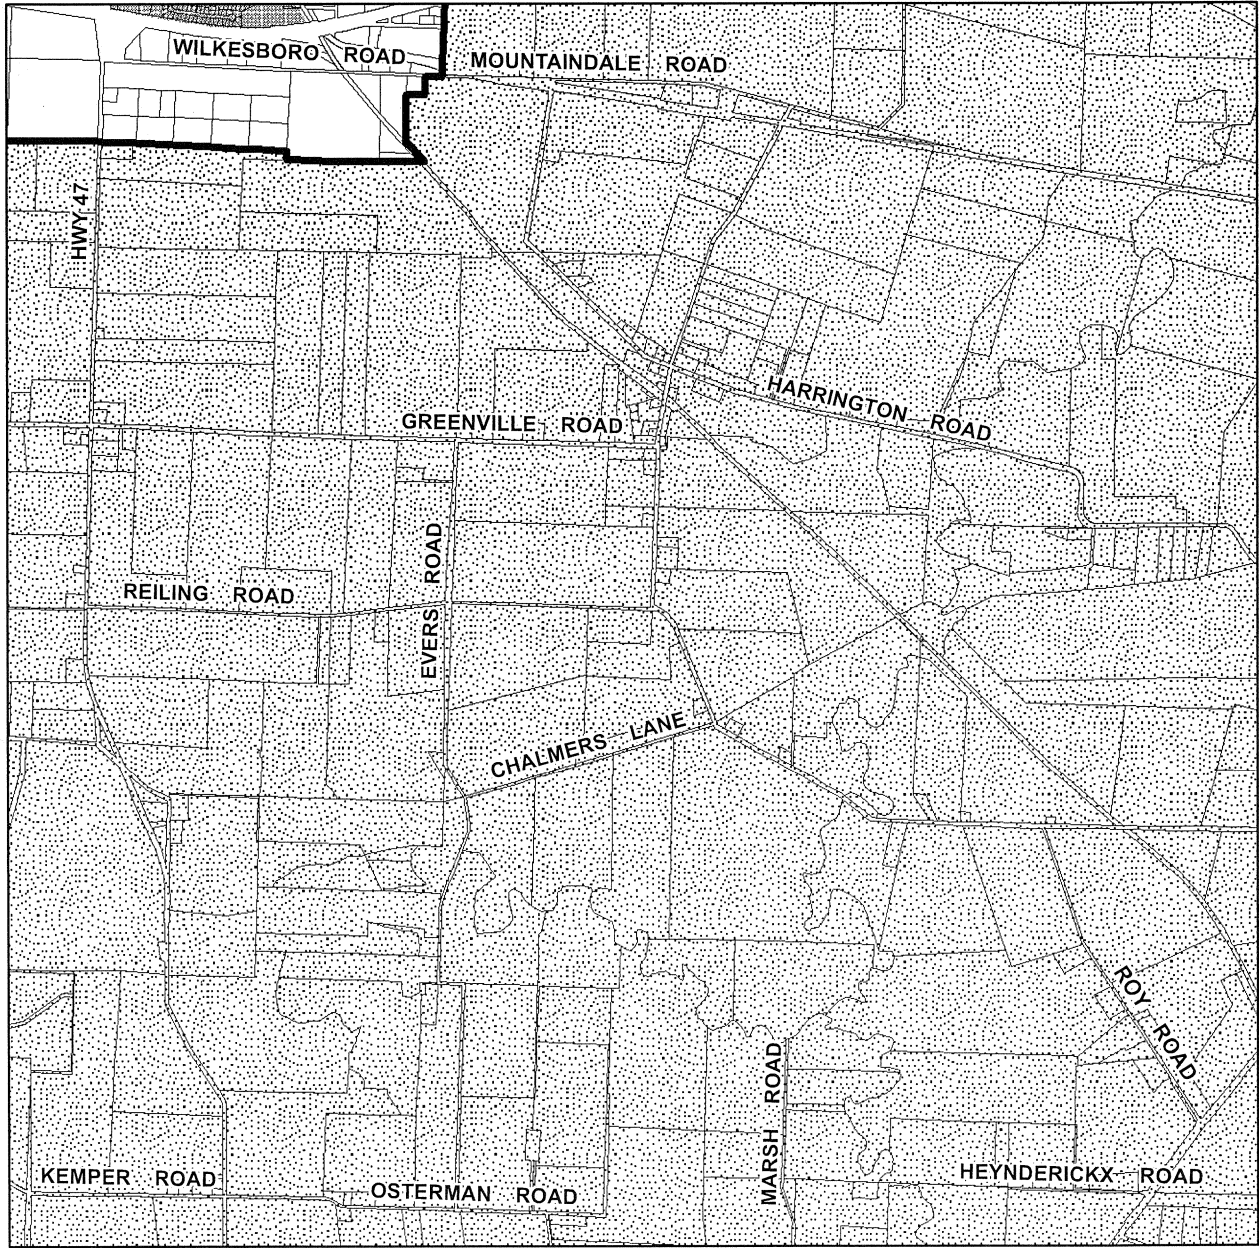 WILKESBORO ROAD
MOUNTAINDALE ROAD
HWY 47
HARRINGTON ROAD
GREENVILLE ROAD
EVERS ROAD
REILING ROAD
CHALMERS LANE
ROY ROAD
MARSH ROAD
KEMPER ROAD
OSTERMAN ROAD
HEYNDERICKX ROAD